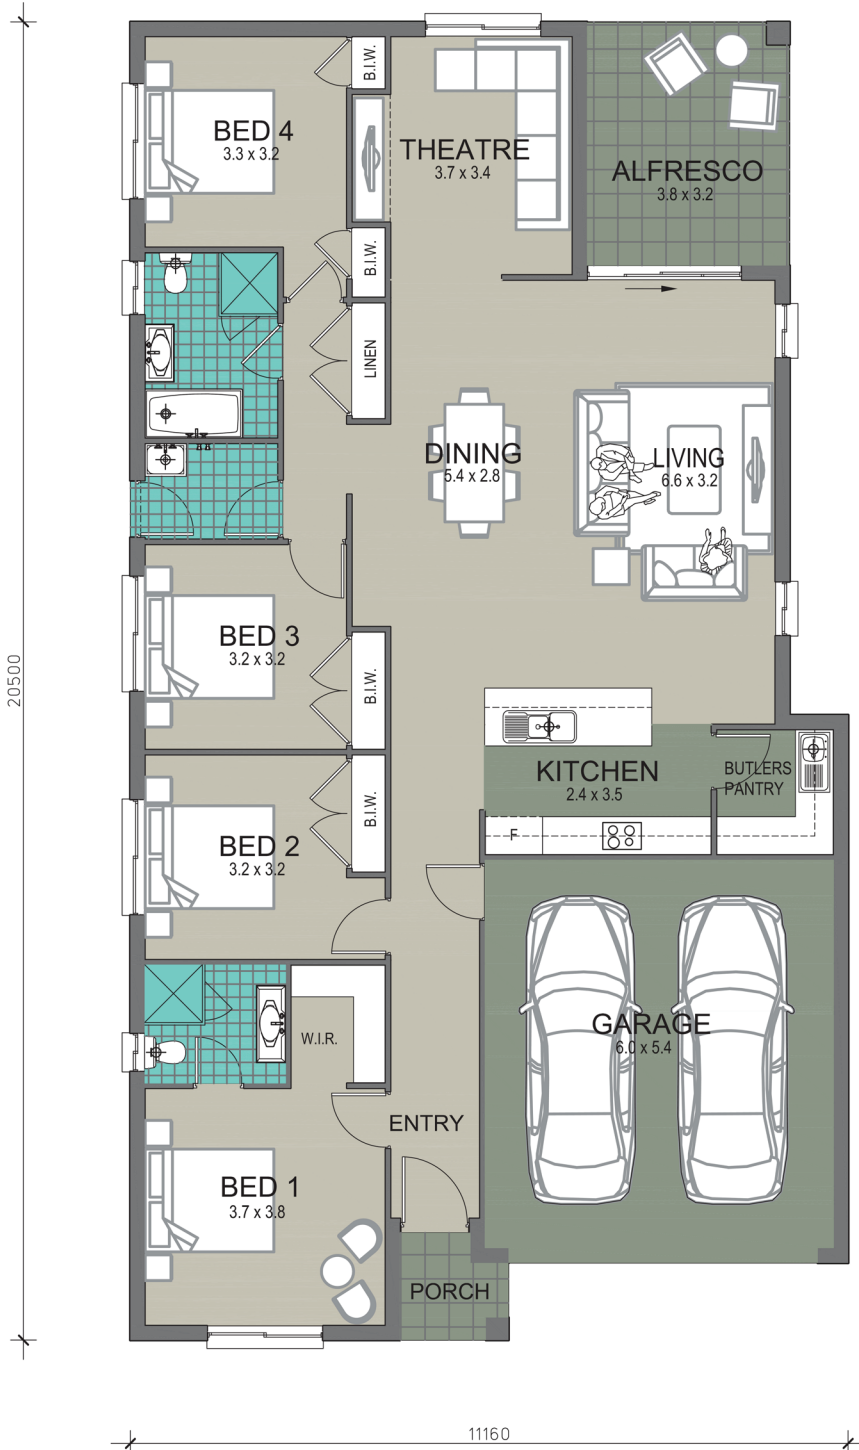 B.I.W.
BED 4
3.3 x 3.2
THEATRE
3.7 x 3.4
ALFRESCO
3.8 x 3.2
B.I.W.
LINEN
DINING
5.4 x 2.8
LIVING
6.6 x 3.2
BED 3
3.2 x 3.2
B.I.W.
20500
KITCHEN
2.4 x 3.5
BUTLERS
PANTRY
B.I.W.
F
BED 2
3.2 x 3.2
GARAGE
6.0 x 5.4
W.I.R.
ENTRY
BED 1
3.7 x 3.8
PORCH
11160